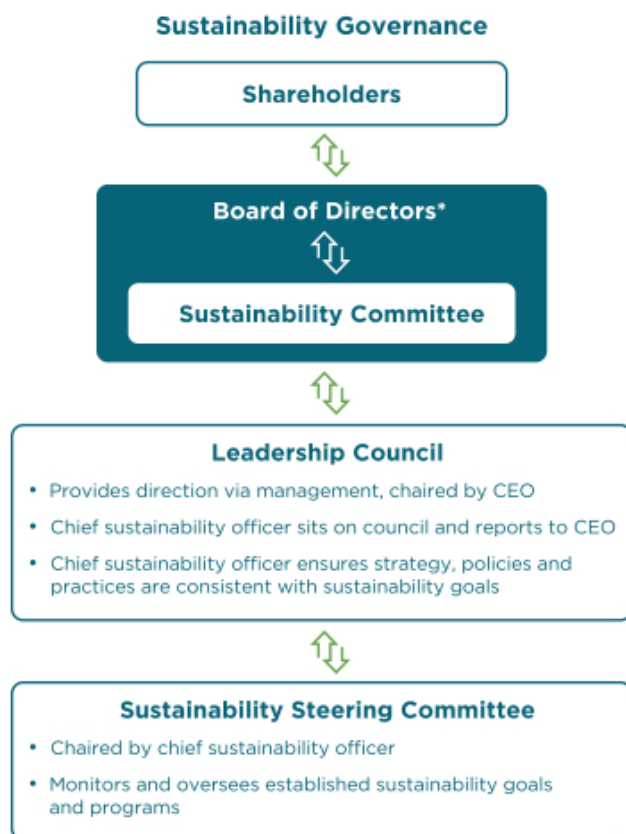 Sustainability Governance
Shareholders
Board of Directors*
Sustainability Committee
Leadership Council
• Provides direction via management, chaired by CEO
• Chief sustainability officer sits on council and reports to CEO
• Chief sustainability officer ensures strategy, policies and
practices are consistent with sustainability goals
Sustainability Steering Committee
• Chaired by chief sustainability officer
• Monitors and oversees established sustainability goals
and programs